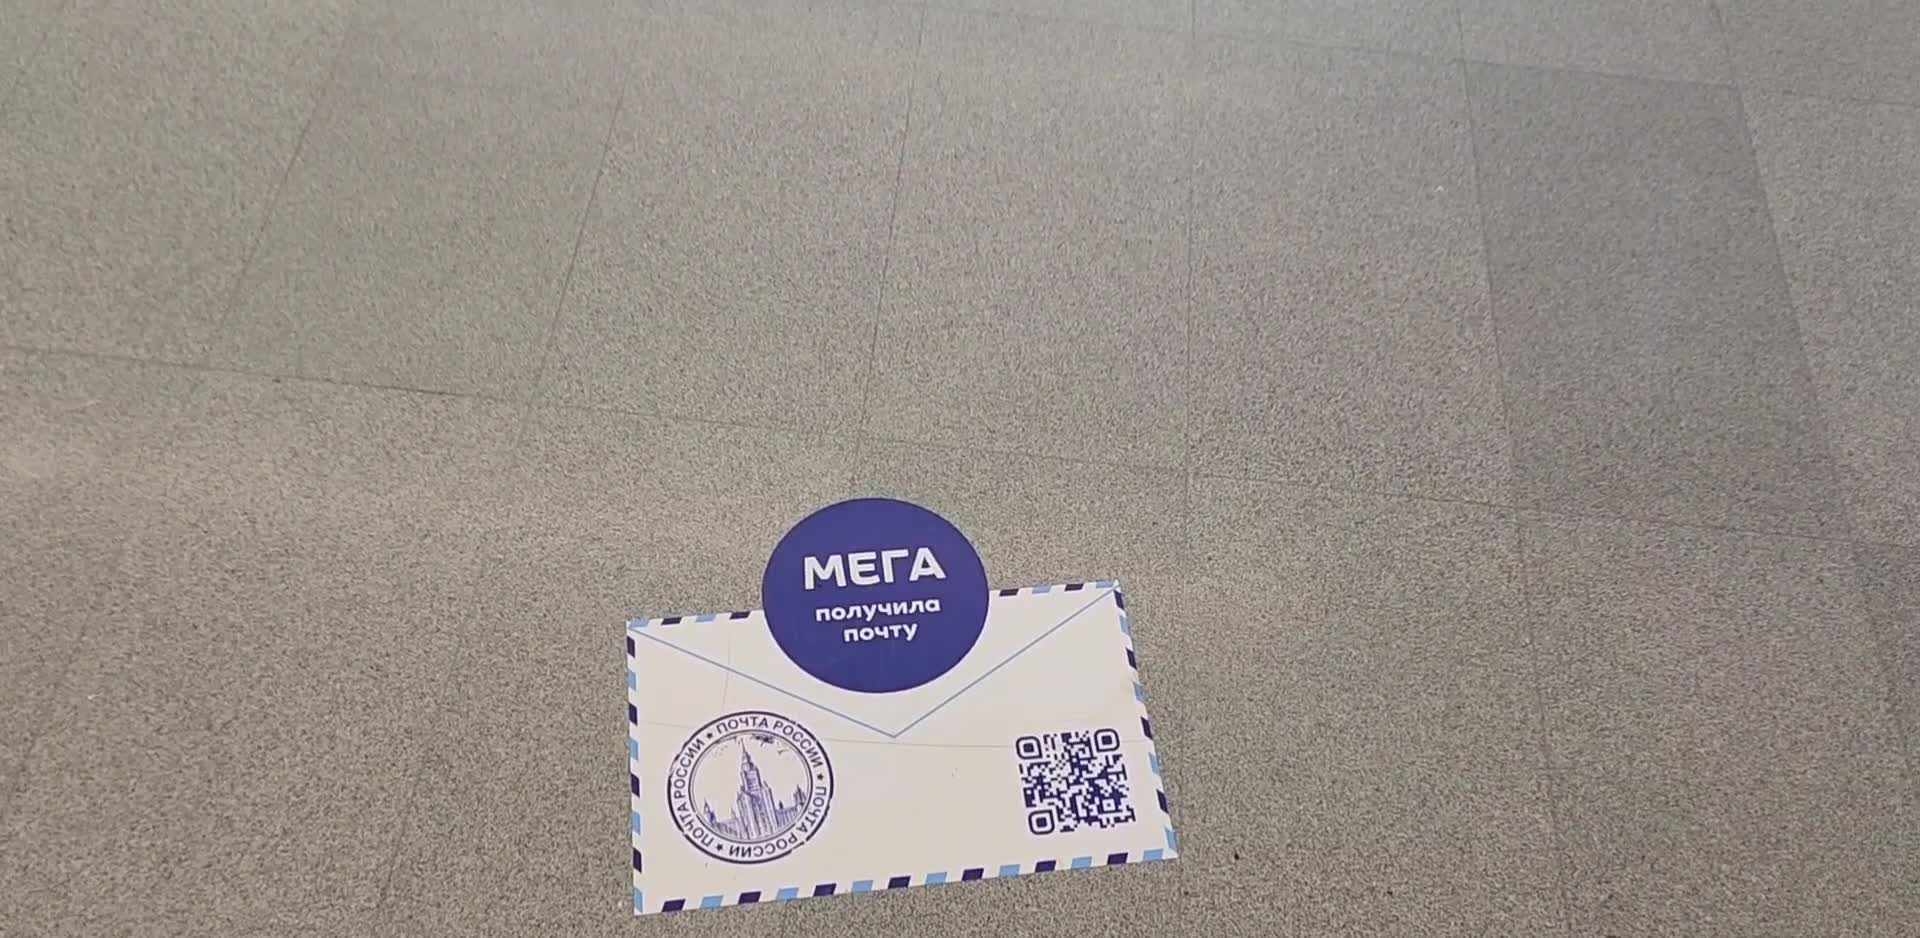 МЕГА
получила
почту
ПОЧТА РОССИИ ★ ПОЧТА РОССИИ ★ ПОЧТА РОССИИ ★